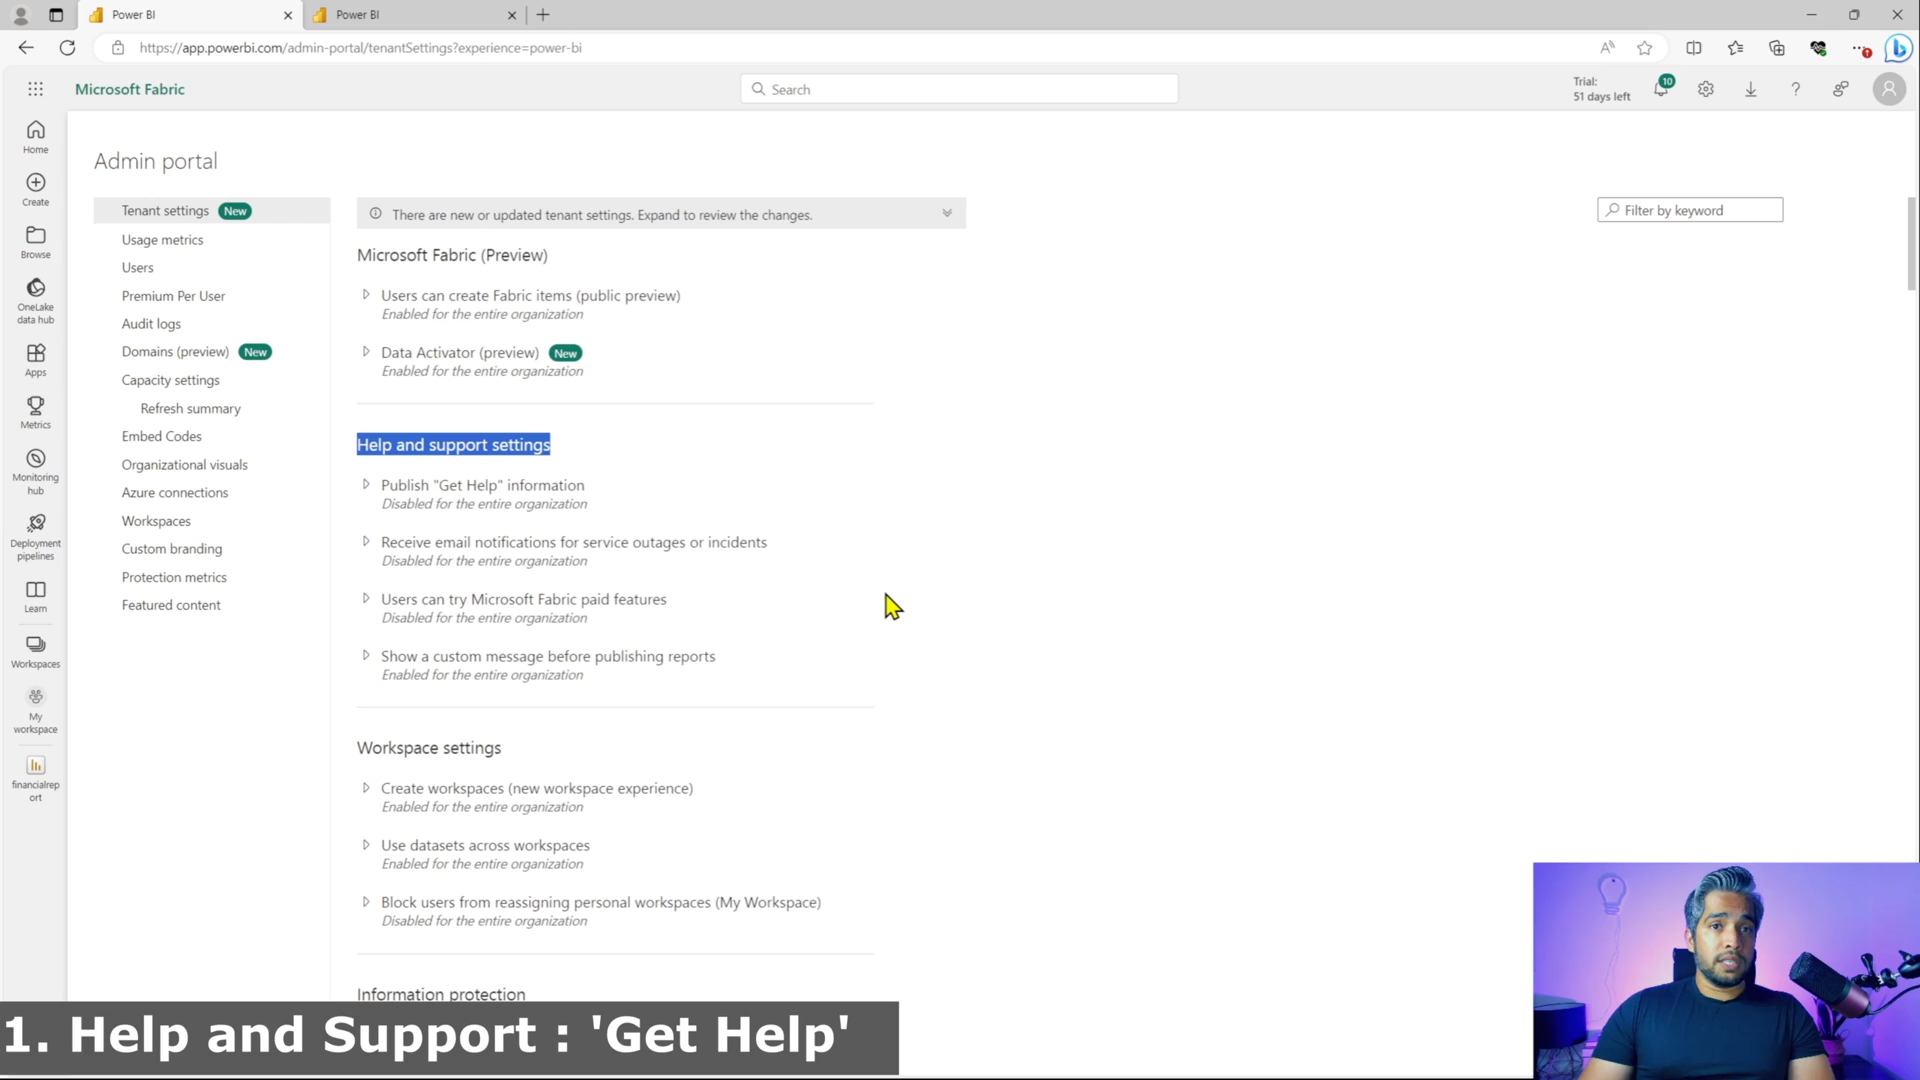 Power BI
Power BI
https://app.powerbi.com/admin-portal/tenantSettings?experience=power-bi
Microsoft Fabric
Search
Trial:
51 days left
10
Home
Create
Browse
OneLake
data hub
Apps
Metrics
Monitoring
hub
Deployment
pipelines
Learn
Workspaces
My
workspace
financialrep
ort
Admin portal
Tenant settings New
Usage metrics
Users
Premium Per User
Audit logs
Domains (preview) New
Capacity settings
Refresh summary
Embed Codes
Organizational visuals
Azure connections
Workspaces
Custom branding
Protection metrics
Featured content
There are new or updated tenant settings. Expand to review the changes.
Filter by keyword
Microsoft Fabric (Preview)
Users can create Fabric items (public preview)
Enabled for the entire organization
Data Activator (preview) New
Enabled for the entire organization
Help and support settings
Publish "Get Help" information
Disabled for the entire organization
Receive email notifications for service outages or incidents
Disabled for the entire organization
Users can try Microsoft Fabric paid features
Disabled for the entire organization
Show a custom message before publishing reports
Enabled for the entire organization
Workspace settings
Create workspaces (new workspace experience)
Enabled for the entire organization
Use datasets across workspaces
Enabled for the entire organization
Block users from reassigning personal workspaces (My Workspace)
Disabled for the entire organization
Information protection
1. Help and Support : 'Get Help'